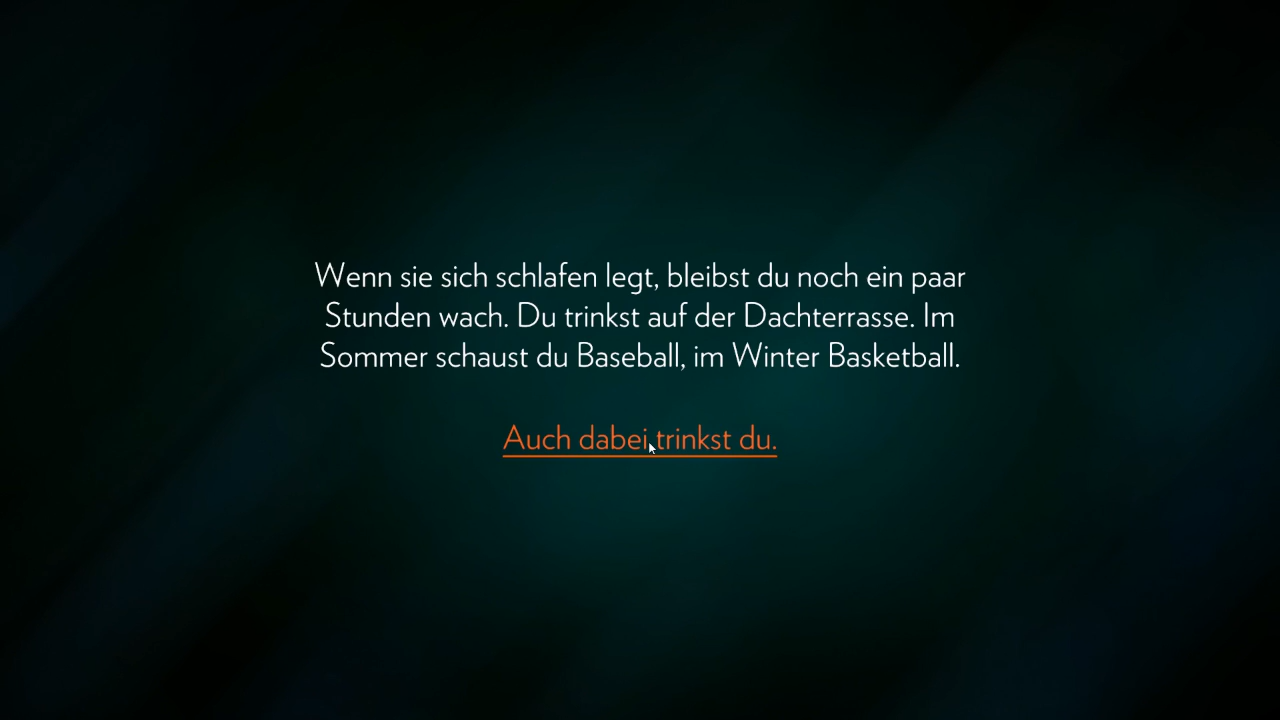 Wenn sie sich schlafen legt, bleibst du noch ein paar
Stunden wach. Du trinkst auf der Dachterrasse. Im
Sommer schaust du Baseball, im Winter Basketball.
Auch dabei trinkst du.